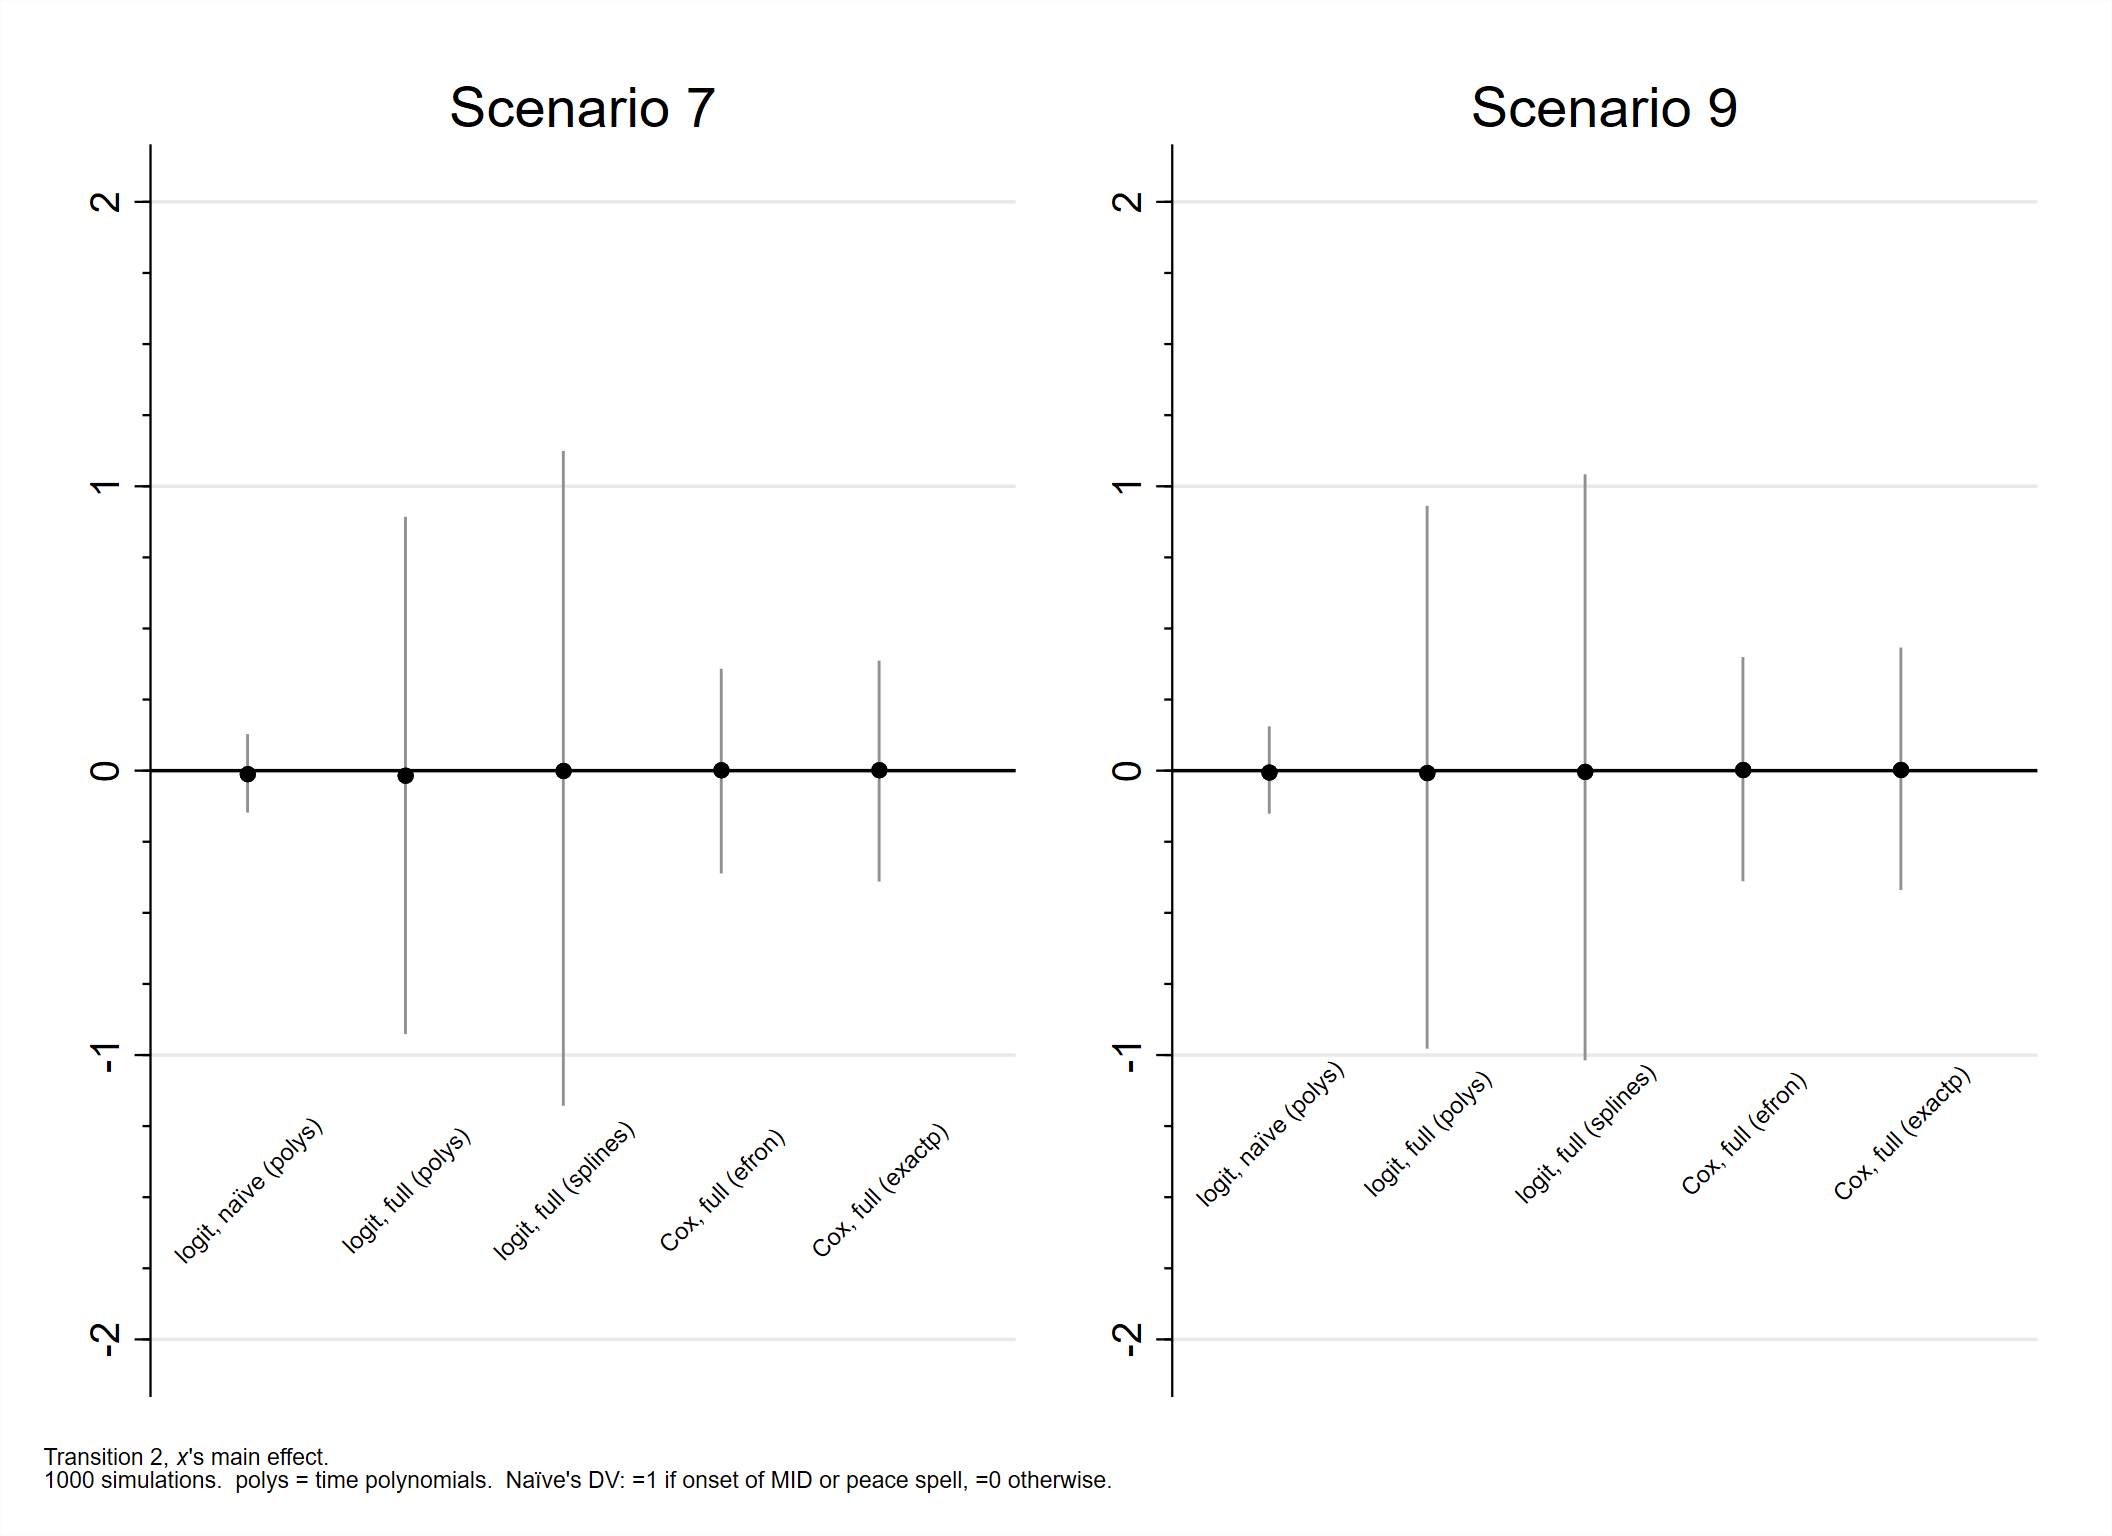 Scenario 7
2
1
0
-1
-2
logit, naïve (polys)
logit, full (polys)
logit, full (splines)
Cox, full (efron)
Cox, full (exactp)
Scenario 9
2
1
0
-1
-2
logit, naïve (polys)
logit, full (polys)
logit, full (splines)
Cox, full (efron)
Cox, full (exactp)
Transition 2, x's main effect.
1000 simulations.  polys = time polynomials.  Naïve's DV: =1 if onset of MID or peace spell, =0 otherwise.